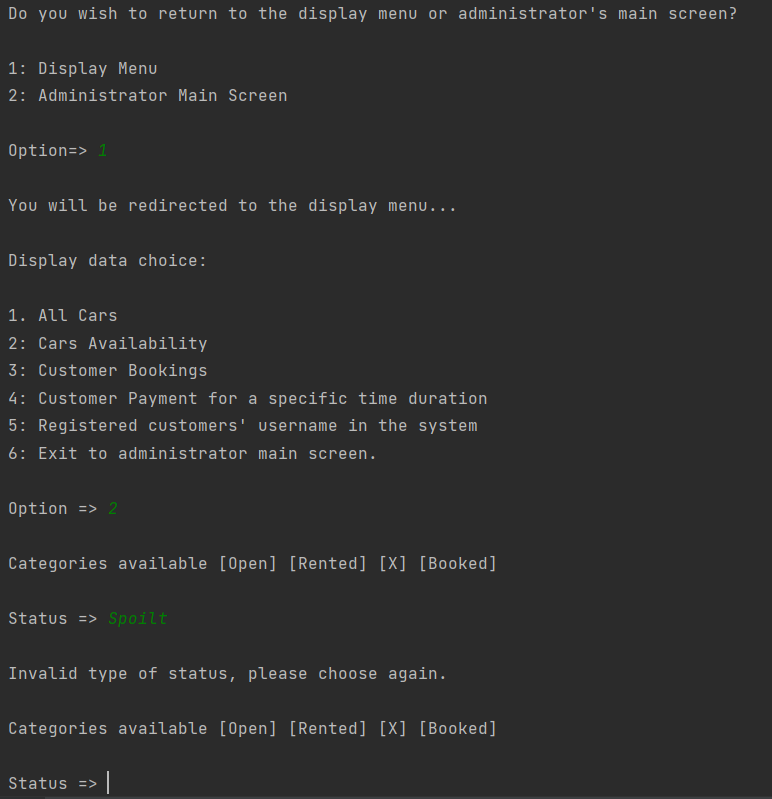 Do you wish to return to the display menu or administrator's main screen?
1: Display Menu
2: Administrator Main Screen
Option=> 1
You will be redirected to the display menu...
Display data choice:
1. All Cars
2: Cars Availability
3: Customer Bookings
4: Customer Payment for a specific time duration
5: Registered customers' username in the system
6: Exit to administrator main screen.
Option => 2
Categories available [Open] [Rented] [X] [Booked]
Status => Spoilt
Invalid type of status, please choose again.
Categories available [Open] [Rented] [X] [Booked]
Status =>